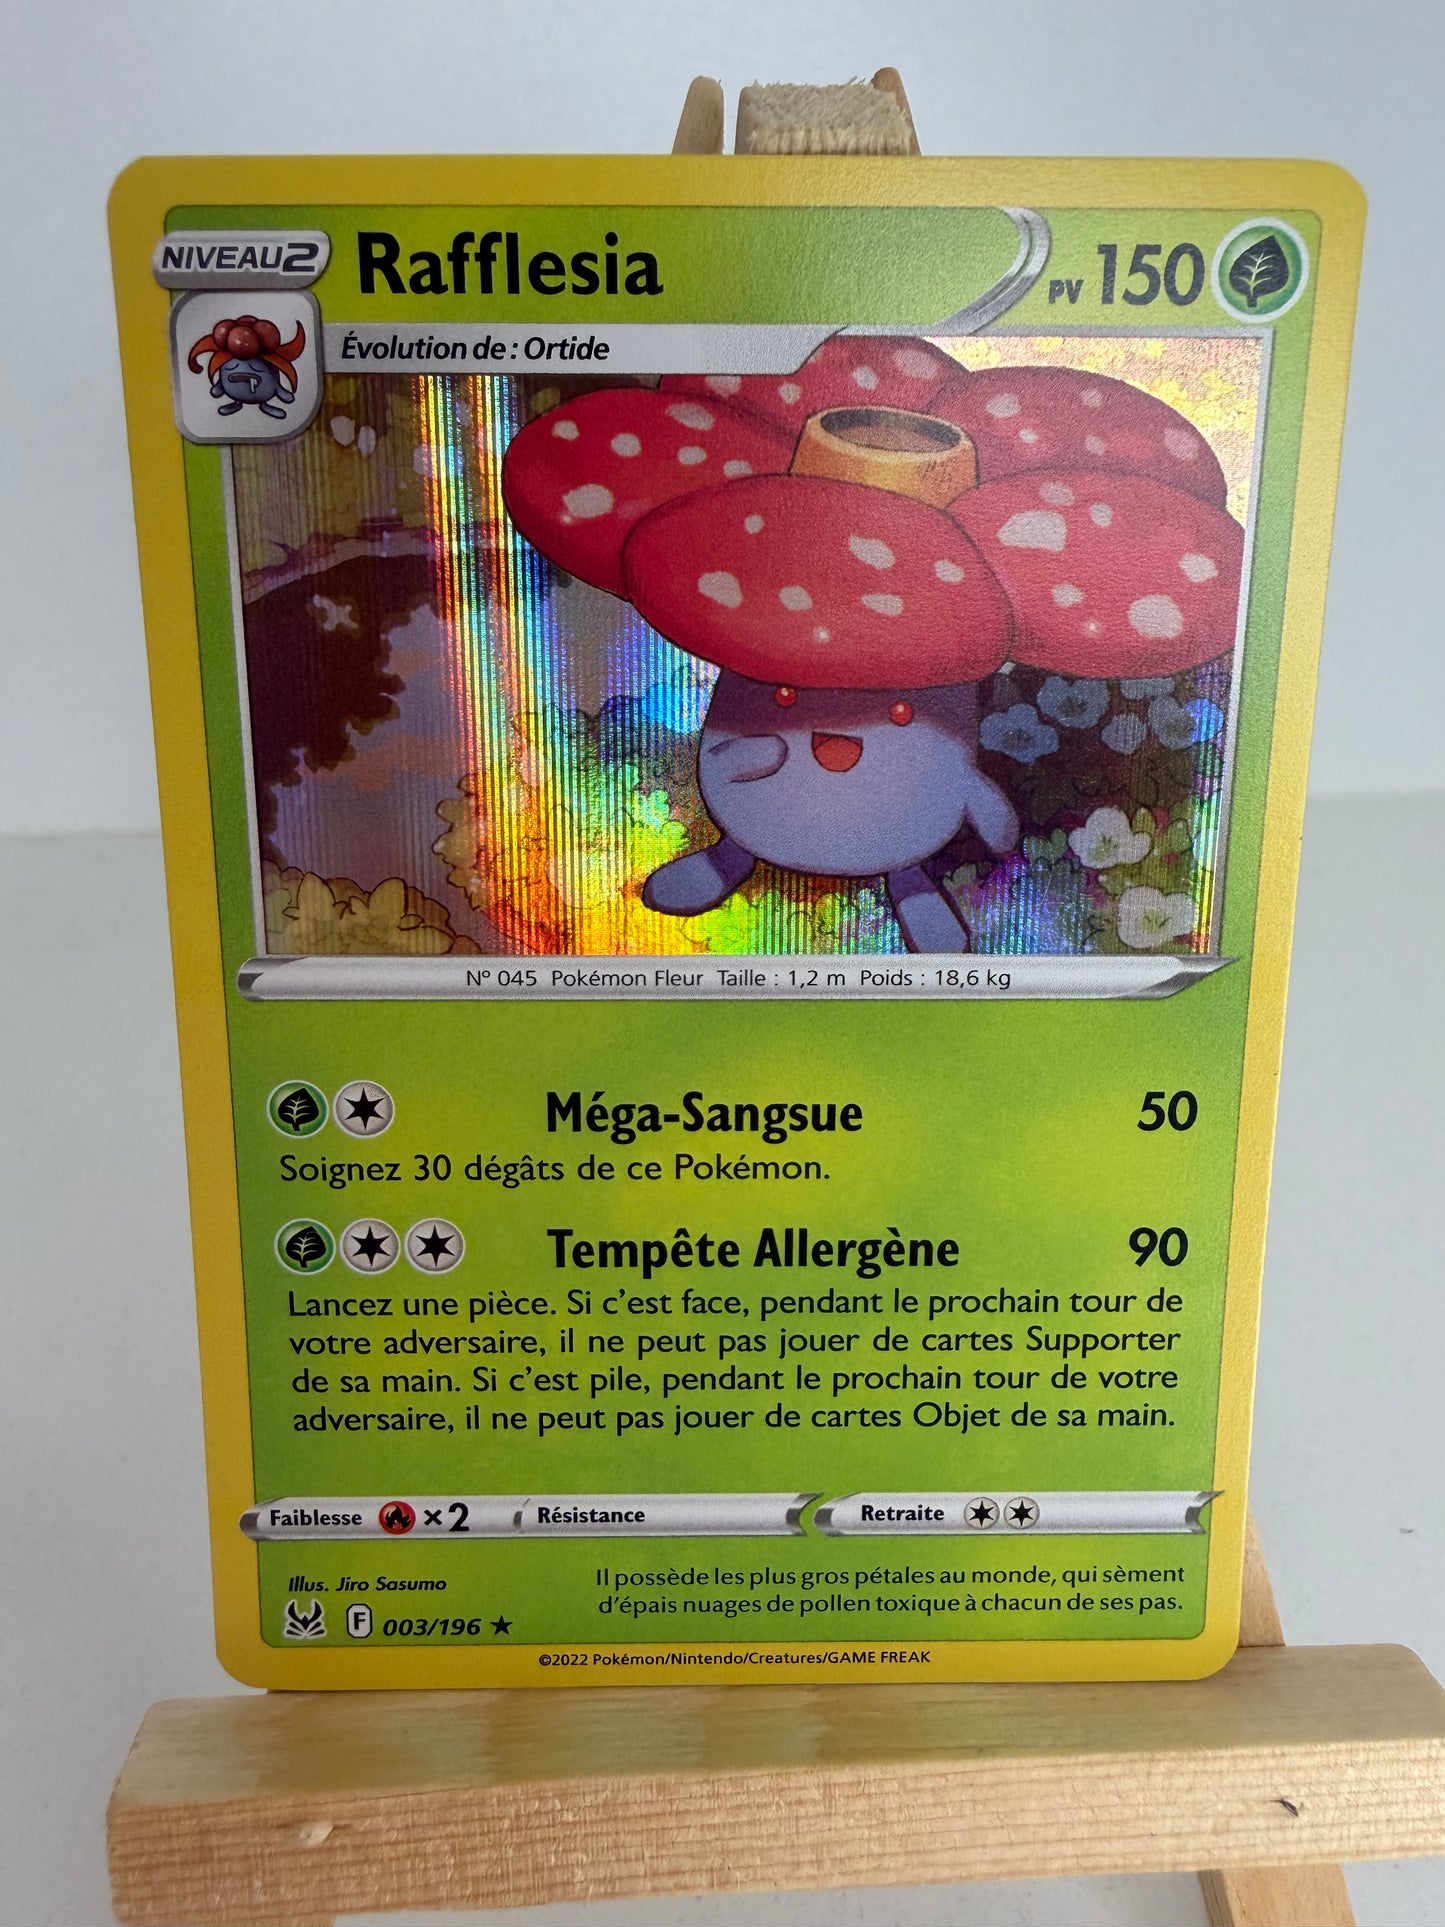 NIVEAU 2
Rafflesia
PV 150
Évolution de : Ortide
N° 045 Pokémon Fleur Taille : 1,2 m Poids : 18,6 kg
Méga-Sangsue 50
Soignez 30 dégâts de ce Pokémon.
Tempête Allergène 90
Lancez une pièce. Si c'est face, pendant le prochain tour de
votre adversaire, il ne peut pas jouer de cartes Supporter
de sa main. Si c'est pile, pendant le prochain tour de votre
adversaire, il ne peut pas jouer de cartes Objet de sa main.
Faiblesse ×2 Résistance Retraite
Illus. Jiro Sasumo
Il possède les plus gros pétales au monde, qui sèment
d'épais nuages de pollen toxique à chacun de ses pas.
F 003/196 ★
©2022 Pokémon/Nintendo/Creatures/GAME FREAK